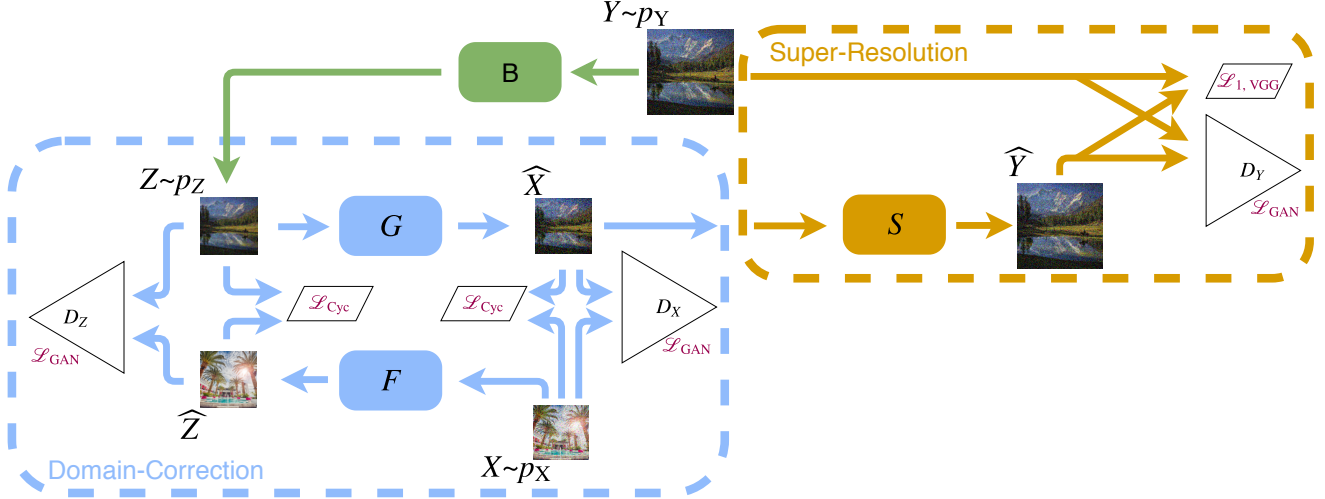 Y~p_Y
Super-Resolution
B
ℒ_1, VGG
Z~p_Z
X̂
Ŷ
D_Y
ℒ_GAN
G
S
D_Z
ℒ_GAN
ℒ_Cyc
ℒ_Cyc
D_X
ℒ_GAN
F
Ẑ
X~p_X
Domain-Correction